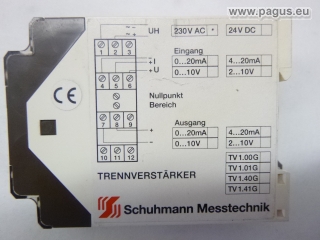 www.pagus.eu
UH 230V AC * 24V DC
1 2 3
Eingang
I
U
0...20mA 4...20mA
0...10V 2...10V
4 5 6
CE
Nullpunkt
Bereich
7 8 9
+
-
Ausgang
0...20mA 4...20mA
0...10V 2...10V
10 11 12
TV 1.00G
TV 1.01G
TV 1.40G
TV 1.41G
TRENNVERSTÄRKER
Schuhmann Messtechnik